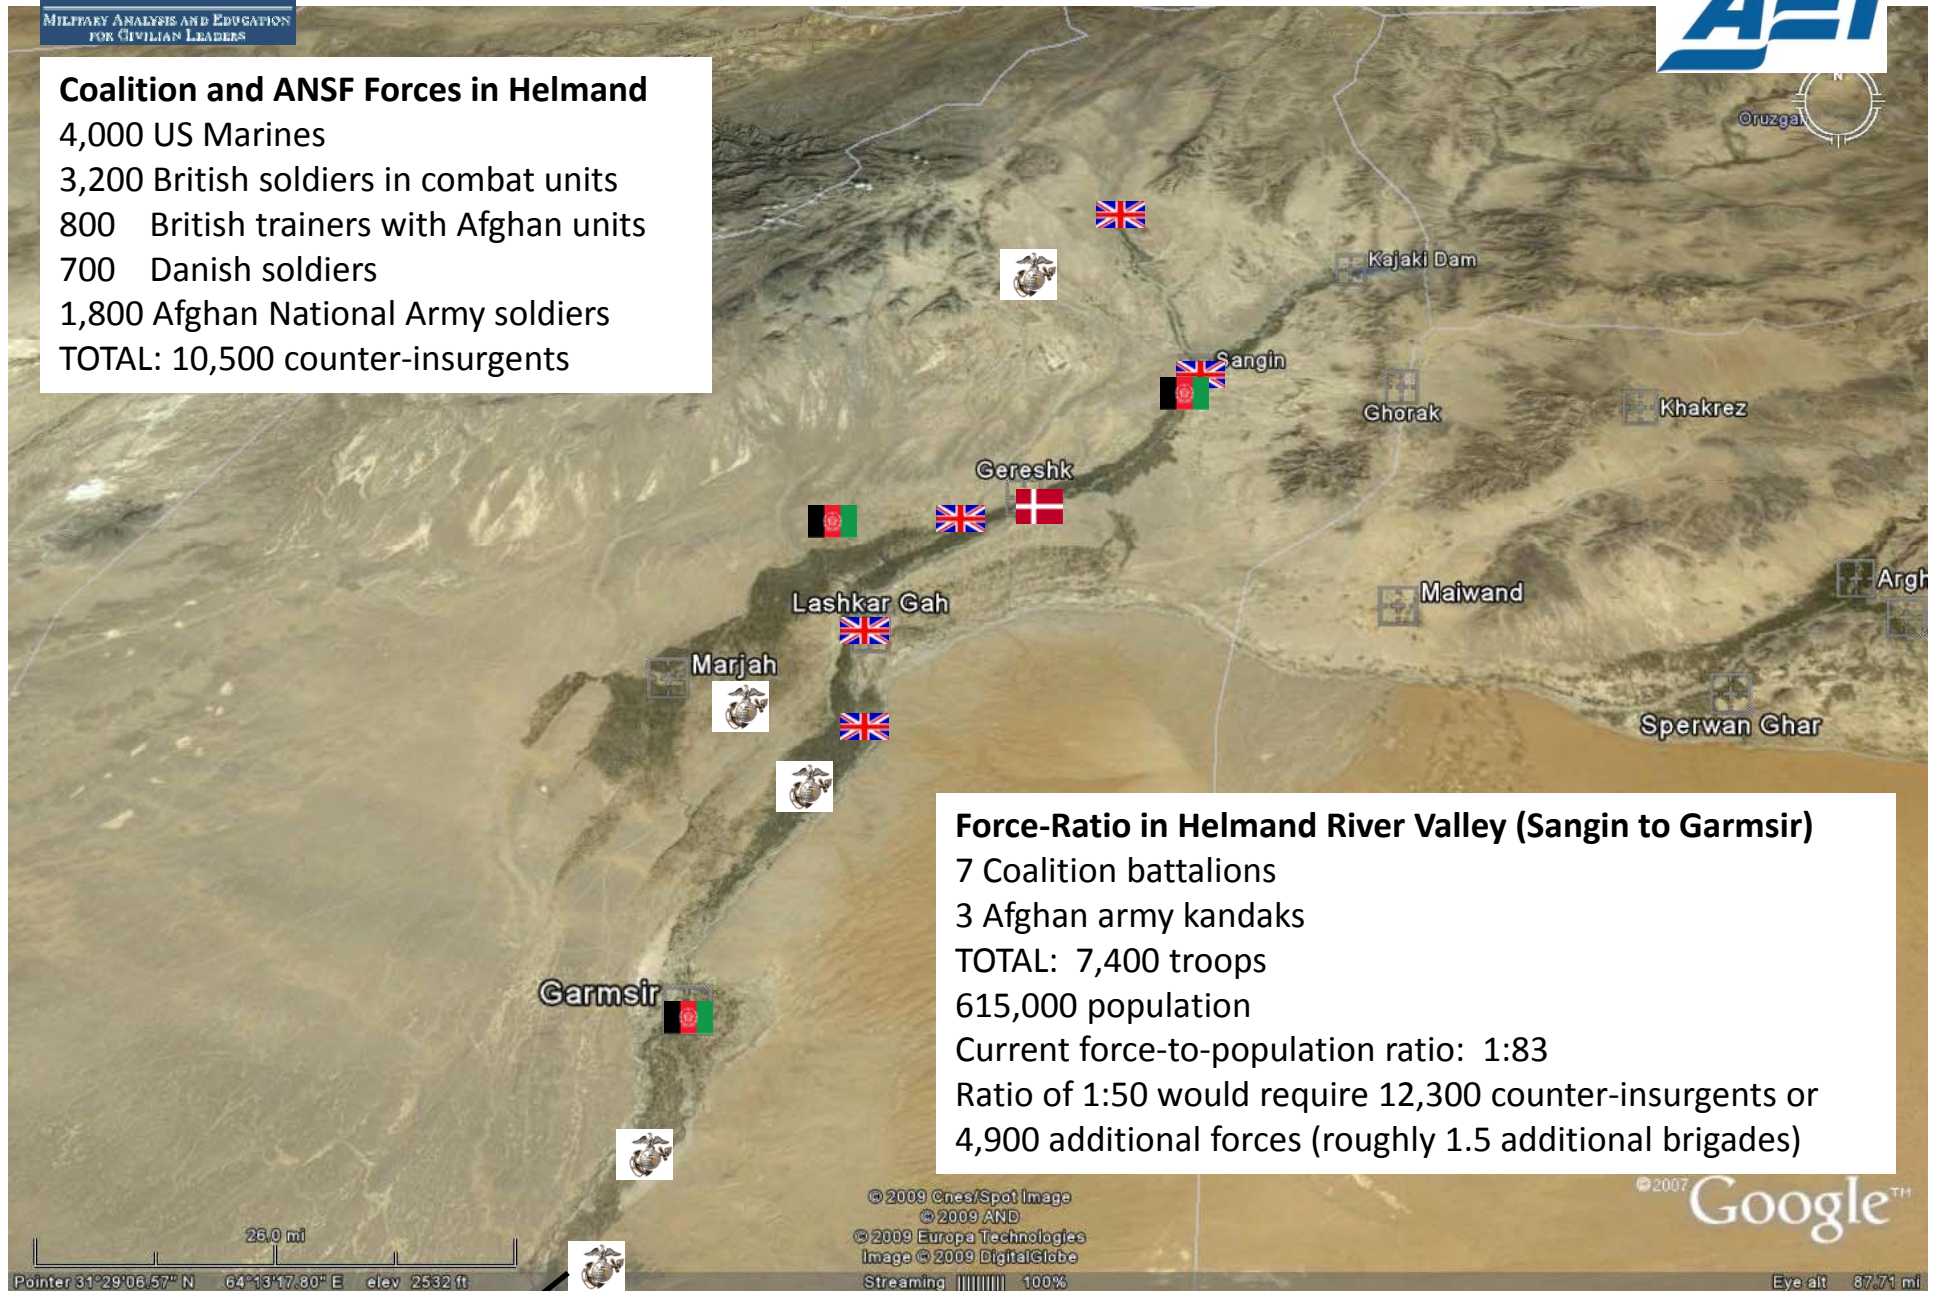 MILITARY ANALYSIS AND EDUCATION
FOR CIVILIAN LEADERS
AEI
Coalition and ANSF Forces in Helmand
4,000 US Marines
3,200 British soldiers in combat units
800 British trainers with Afghan units
700 Danish soldiers
1,800 Afghan National Army soldiers
TOTAL: 10,500 counter-insurgents
N
Oruzgan
Kajaki Dam
Sangin
Ghorak
Khakrez
Gereshk
Lashkar Gah
Maiwand
Argh
Marjah
Sperwan Ghar
Garmsir
Force-Ratio in Helmand River Valley (Sangin to Garmsir)
7 Coalition battalions
3 Afghan army kandaks
TOTAL: 7,400 troops
615,000 population
Current force-to-population ratio: 1:83
Ratio of 1:50 would require 12,300 counter-insurgents or
4,900 additional forces (roughly 1.5 additional brigades)
© 2009 Cnes/Spot Image
© 2009 AND
© 2009 Europa Technologies
Image © 2009 DigitalGlobe
©2007 Google™
26.0 mi
Pointer 31°29'06.57" N 64°13'17.80" E elev 2532 ft
Streaming |||||||||| 100%
Eye alt 87.71 mi